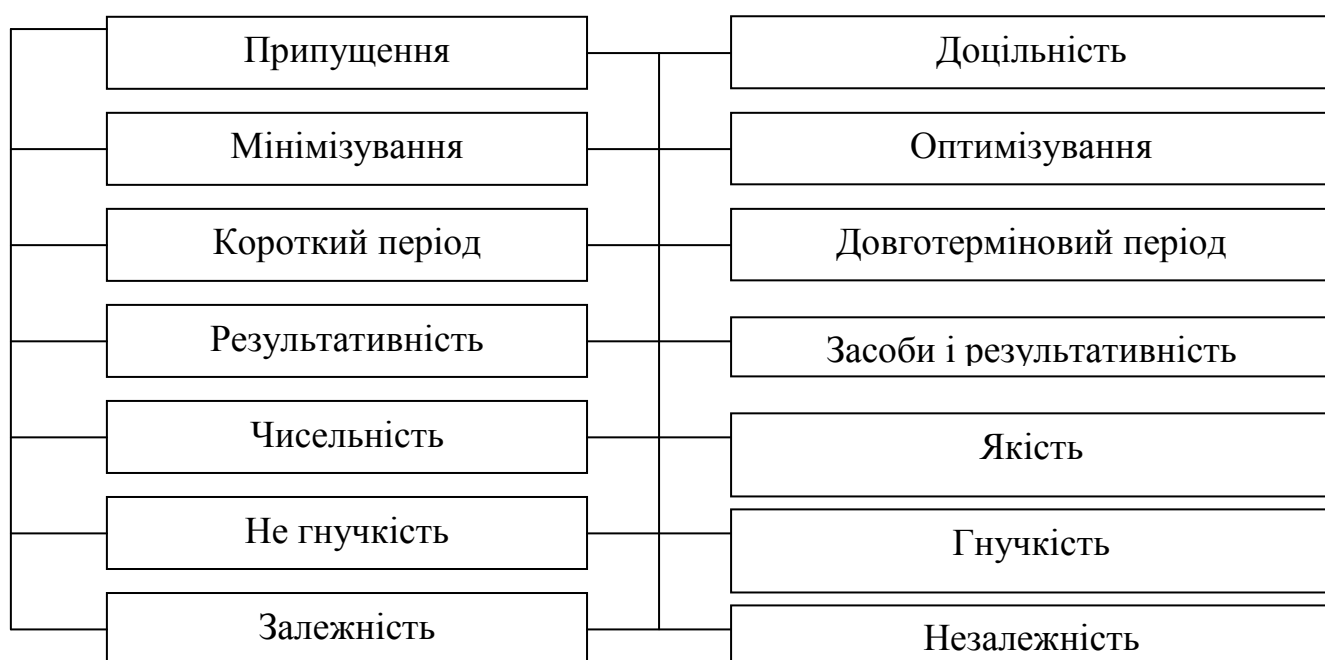 Припущення
Доцільність
Мінімізування
Оптимізування
Короткий період
Довготерміновий період
Результативність
Засоби і результативність
Чисельність
Якість
Не гнучкість
Гнучкість
Залежність
Незалежність